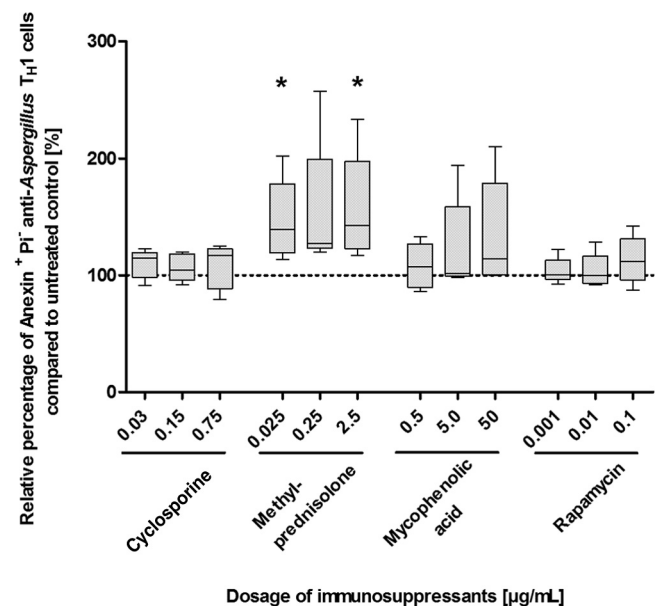 Relative percentage of Anexin⁺ Pi⁻ anti-Aspergillus T_H1 cells
compared to untreated control [%]
300
200
100
0
* *
0.03 0.15 0.75 0.025 0.25 2.5 0.5 5.0 50 0.001 0.01 0.1
Cyclosporine
Methyl-
prednisolone
Mycophenolic
acid
Rapamycin
Dosage of immunosuppressants [µg/mL]